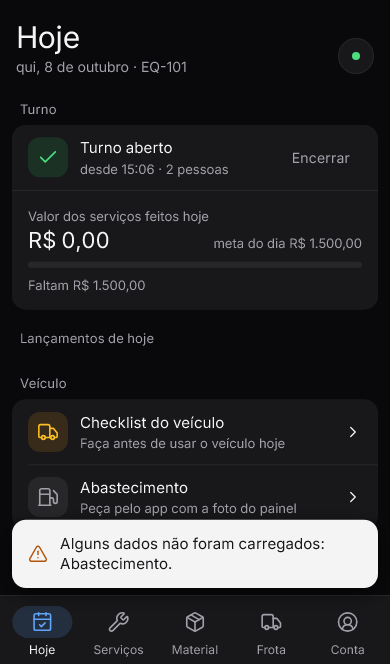 Hoje
qui, 8 de outubro · EQ-101
Turno
Turno aberto
desde 15:06 · 2 pessoas
Encerrar
Valor dos serviços feitos hoje
R$ 0,00
meta do dia R$ 1.500,00
Faltam R$ 1.500,00
Lançamentos de hoje
Veículo
Checklist do veículo
Faça antes de usar o veículo hoje
Abastecimento
Peça pelo app com a foto do painel
Alguns dados não foram carregados:
Abastecimento.
Hoje
Serviços
Material
Frota
Conta